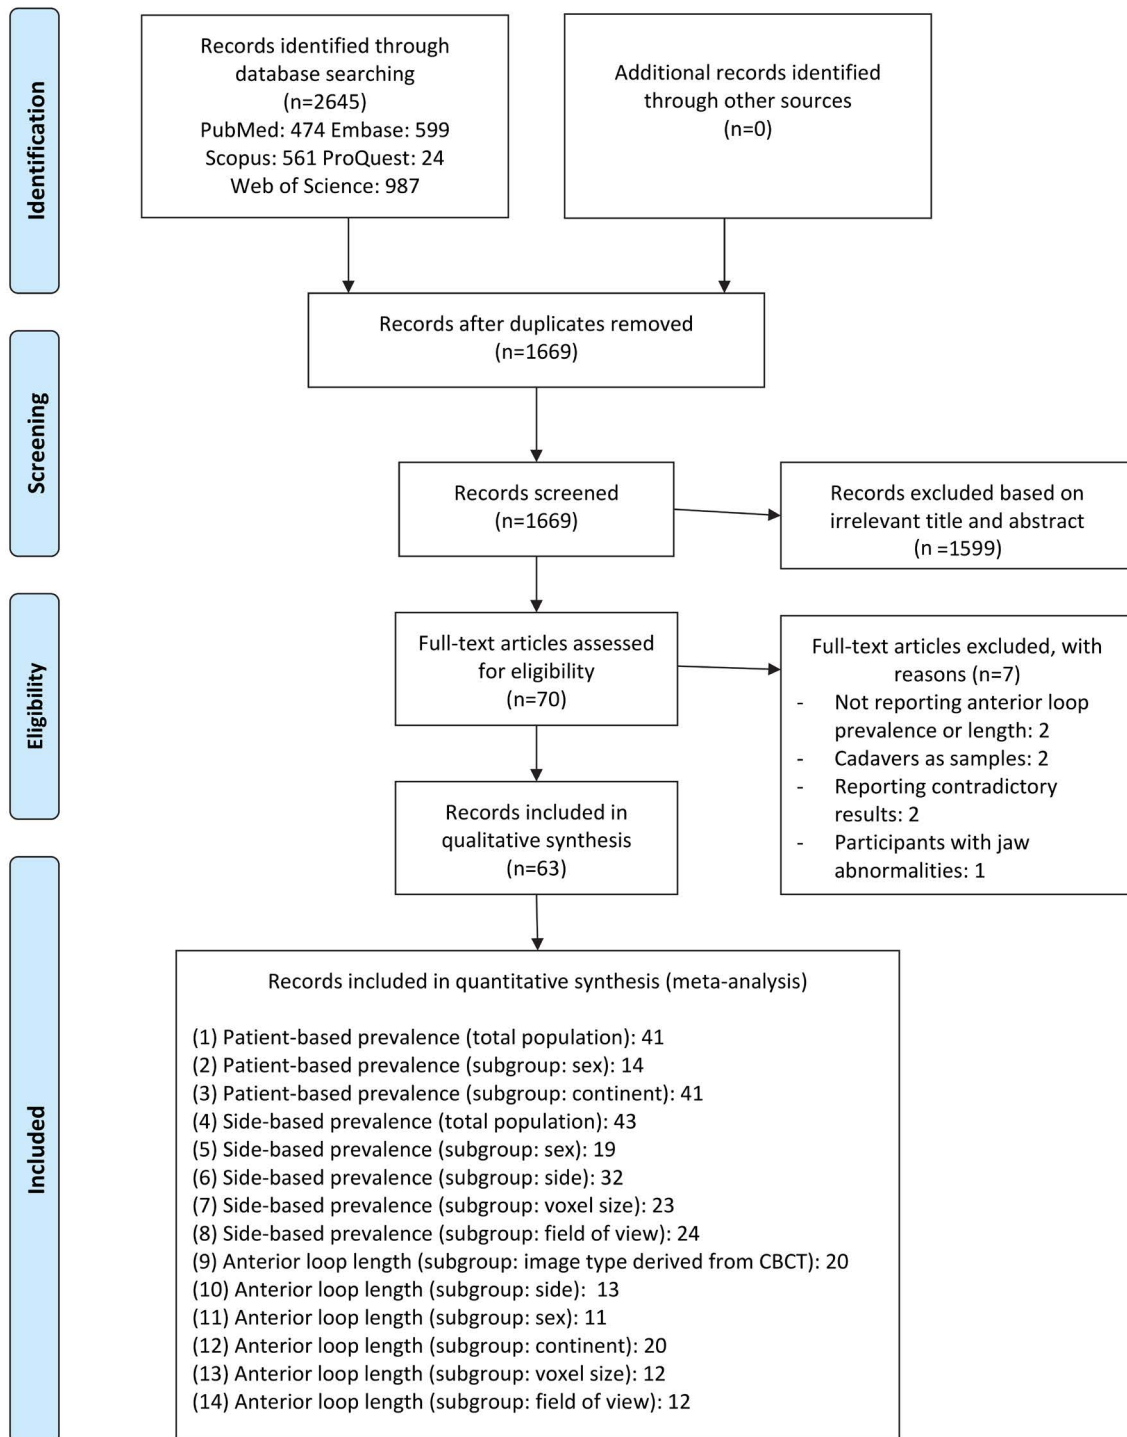 Identification
Records identified through
database searching
(n=2645)
PubMed: 474 Embase: 599
Scopus: 561 ProQuest: 24
Web of Science: 987
Additional records identified
through other sources
(n=0)
Screening
Records after duplicates removed
(n=1669)
Records screened
(n=1669)
Records excluded based on
irrelevant title and abstract
(n =1599)
Eligibility
Full-text articles assessed
for eligibility
(n=70)
Full-text articles excluded, with
reasons (n=7)
- Not reporting anterior loop
prevalence or length: 2
- Cadavers as samples: 2
- Reporting contradictory
results: 2
- Participants with jaw
abnormalities: 1
Records included in
qualitative synthesis
(n=63)
Included
Records included in quantitative synthesis (meta-analysis)
(1) Patient-based prevalence (total population): 41
(2) Patient-based prevalence (subgroup: sex): 14
(3) Patient-based prevalence (subgroup: continent): 41
(4) Side-based prevalence (total population): 43
(5) Side-based prevalence (subgroup: sex): 19
(6) Side-based prevalence (subgroup: side): 32
(7) Side-based prevalence (subgroup: voxel size): 23
(8) Side-based prevalence (subgroup: field of view): 24
(9) Anterior loop length (subgroup: image type derived from CBCT): 20
(10) Anterior loop length (subgroup: side): 13
(11) Anterior loop length (subgroup: sex): 11
(12) Anterior loop length (subgroup: continent): 20
(13) Anterior loop length (subgroup: voxel size): 12
(14) Anterior loop length (subgroup: field of view): 12